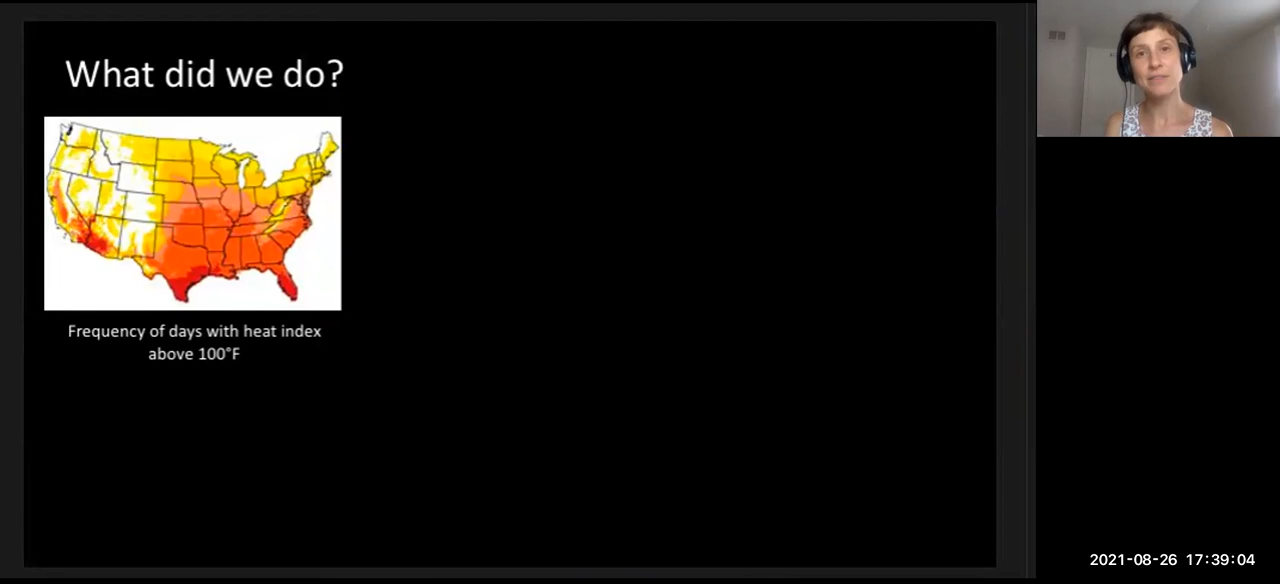 What did we do?
Frequency of days with heat index
above 100°F
2021-08-26 17:39:04